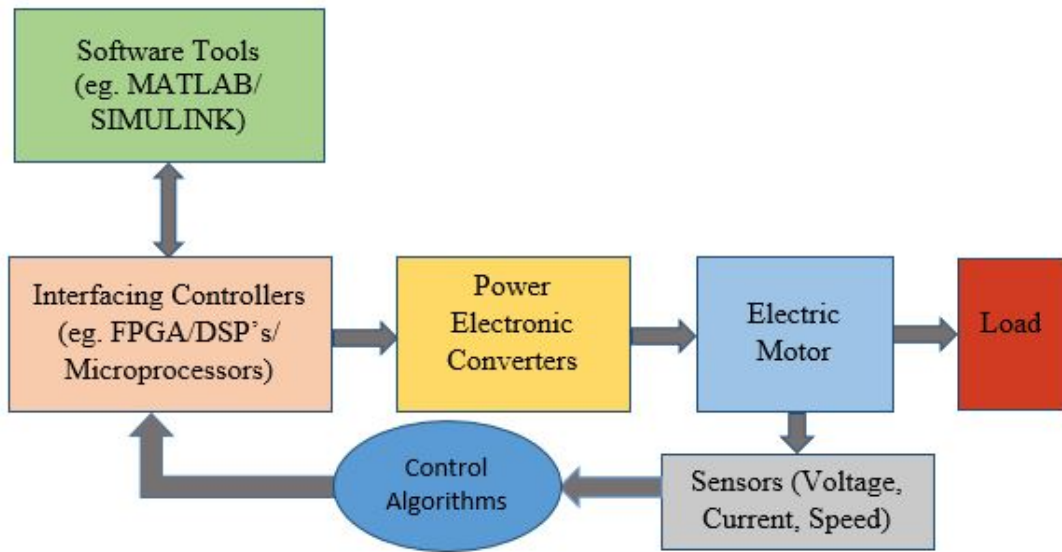 Software Tools
(eg. MATLAB/
SIMULINK)
Interfacing Controllers
(eg. FPGA/DSP’s/
Microprocessors)
Power
Electronic
Converters
Electric
Motor
Load
Control
Algorithms
Sensors (Voltage,
Current, Speed)